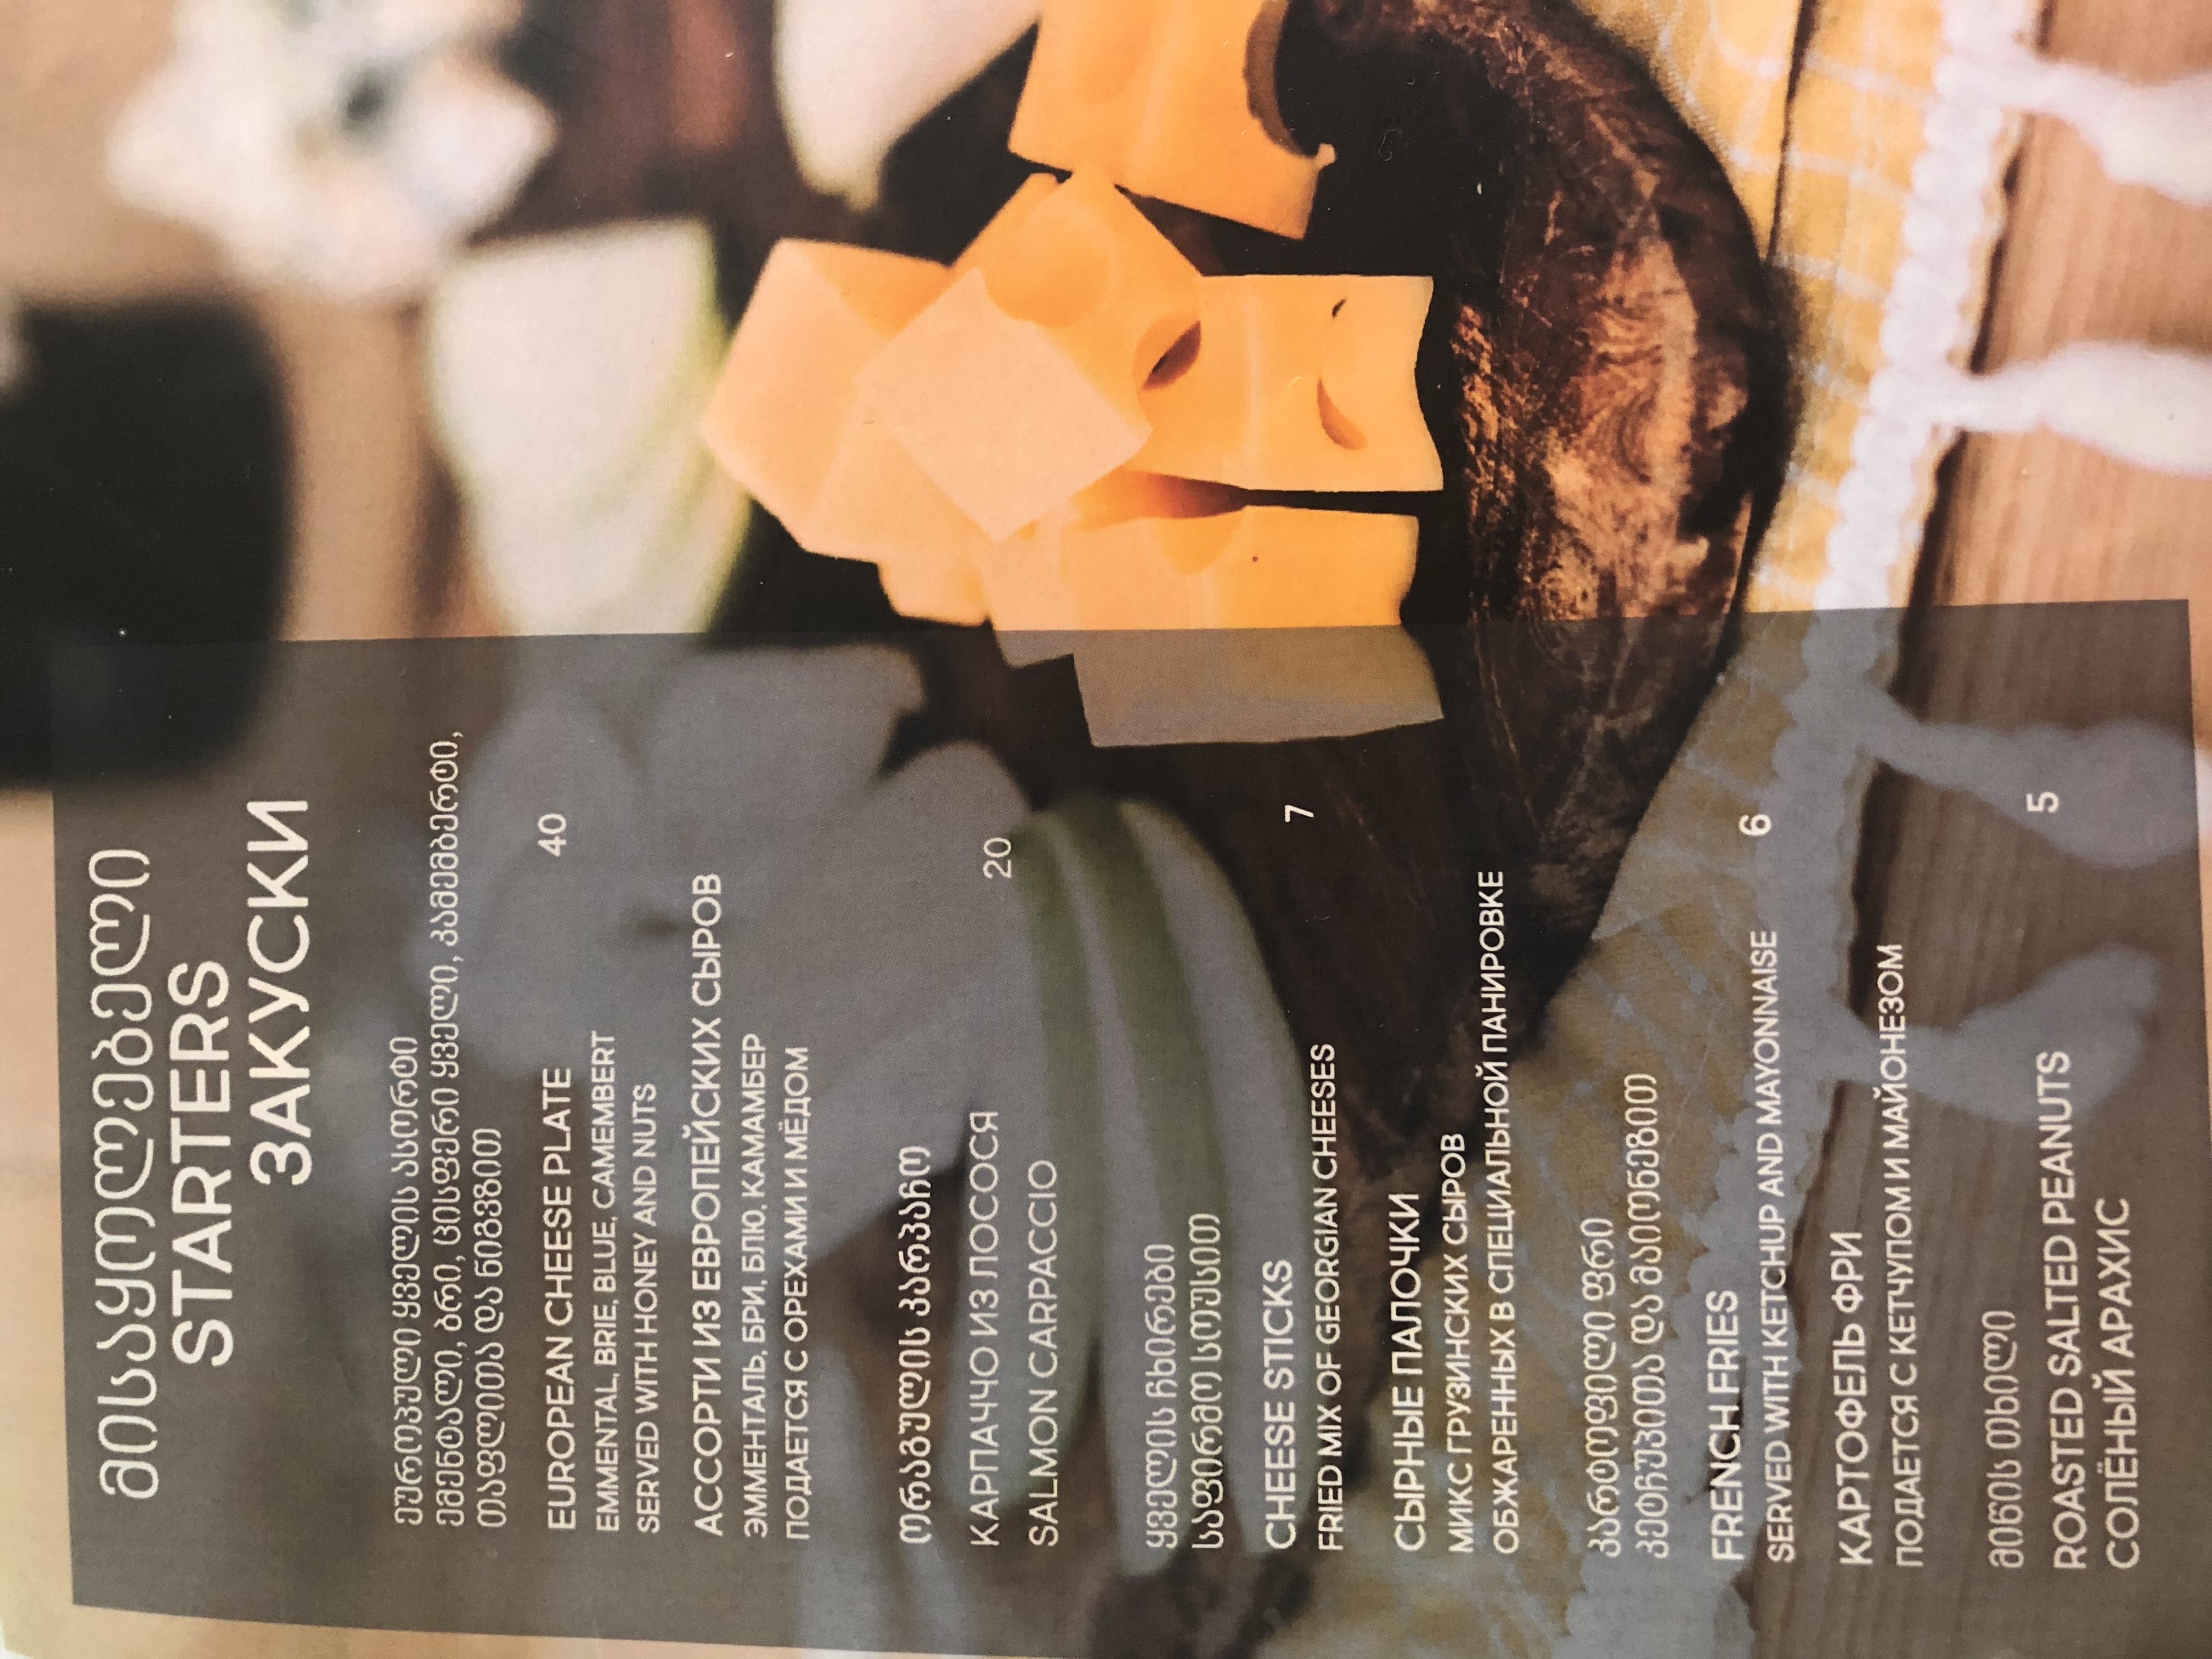 მისაყოლებელი
STARTERS
ЗАКУСКИ
ევროპული ყველის ასორტი
ემენტალი, ბრი, ცისფერი ყველი, კამემბერტი,
თაფლითა და ნიგვზით
EUROPEAN CHEESE PLATE 40
EMMENTAL, BRIE, BLUE, CAMEMBERT
SERVED WITH HONEY AND NUTS
АССОРТИ ИЗ ЕВРОПЕЙСКИХ СЫРОВ
ЭММЕНТАЛЬ, БРИ, БЛЮ, КАМАМБЕР
ПОДАЕТСЯ С ОРЕХАМИ И МЁДОМ
ორაგულის კარპაჩო
КАРПАЧЧО ИЗ ЛОСОСЯ 20
SALMON CARPACCIO
ყველის ჩხირები
საფირმო სოუსით
CHEESE STICKS 7
FRIED MIX OF GEORGIAN CHEESES
СЫРНЫЕ ПАЛОЧКИ
МИКС ГРУЗИНСКИХ СЫРОВ
ОБЖАРЕННЫХ В СПЕЦИАЛЬНОЙ ПАНИРОВКЕ
კარტოფილი ფრი
კეტჩუპითა და მაიონეზით
FRENCH FRIES
SERVED WITH KETCHUP AND MAYONNAISE 6
КАРТОФЕЛЬ ФРИ
ПОДАЕТСЯ С КЕТЧУПОМ И МАЙОНЕЗОМ
მიწის თხილი
ROASTED SALTED PEANUTS 5
СОЛЁНЫЙ АРАХИС